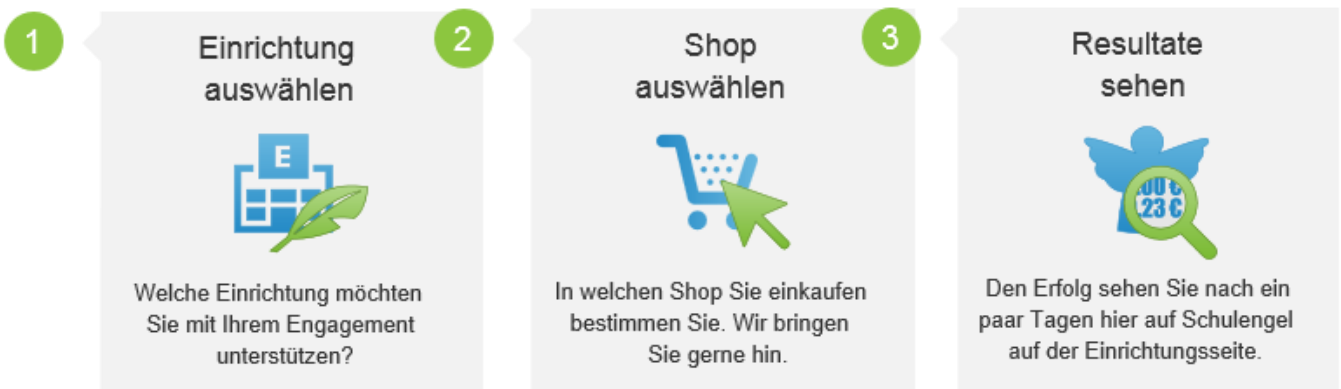 1
Einrichtung
auswählen
E
Welche Einrichtung möchten
Sie mit Ihrem Engagement
unterstützen?
2
Shop
auswählen
In welchen Shop Sie einkaufen
bestimmen Sie. Wir bringen
Sie gerne hin.
3
Resultate
sehen
.00 €
.23 €
Den Erfolg sehen Sie nach ein
paar Tagen hier auf Schulengel
auf der Einrichtungsseite.